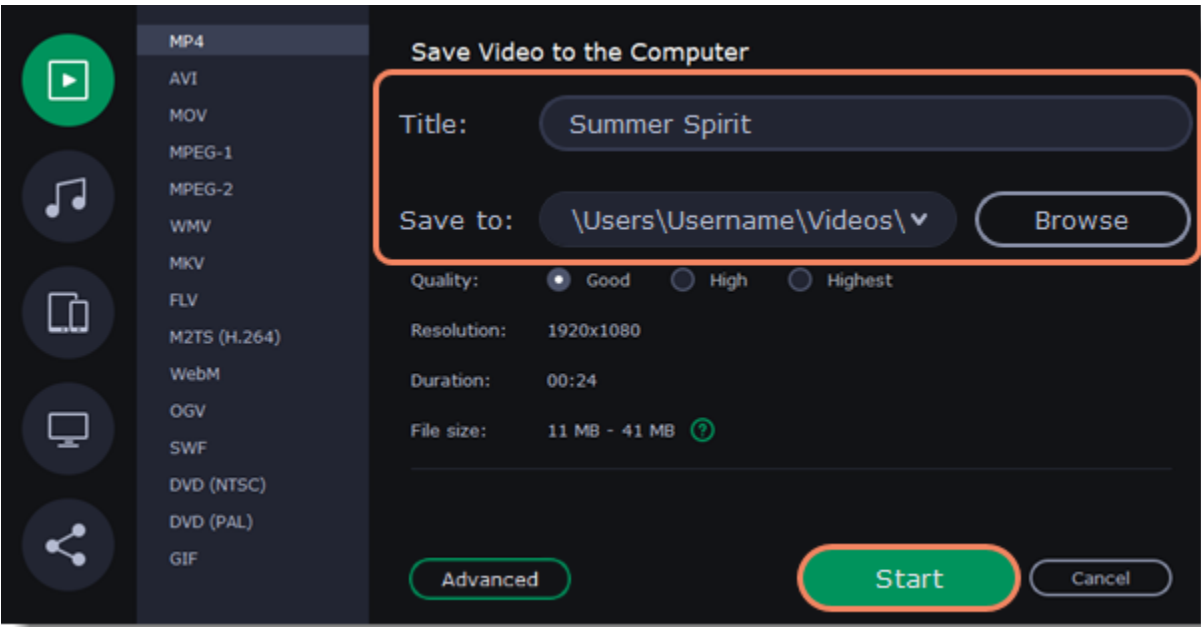 MP4
AVI
MOV
MPEG-1
MPEG-2
WMV
MKV
FLV
M2TS (H.264)
WebM
OGV
SWF
DVD (NTSC)
DVD (PAL)
GIF
Save Video to the Computer
Title: Summer Spirit
Save to: \Users\Username\Videos\ Browse
Quality: Good High Highest
Resolution: 1920x1080
Duration: 00:24
File size: 11 MB - 41 MB ?
Advanced Start Cancel